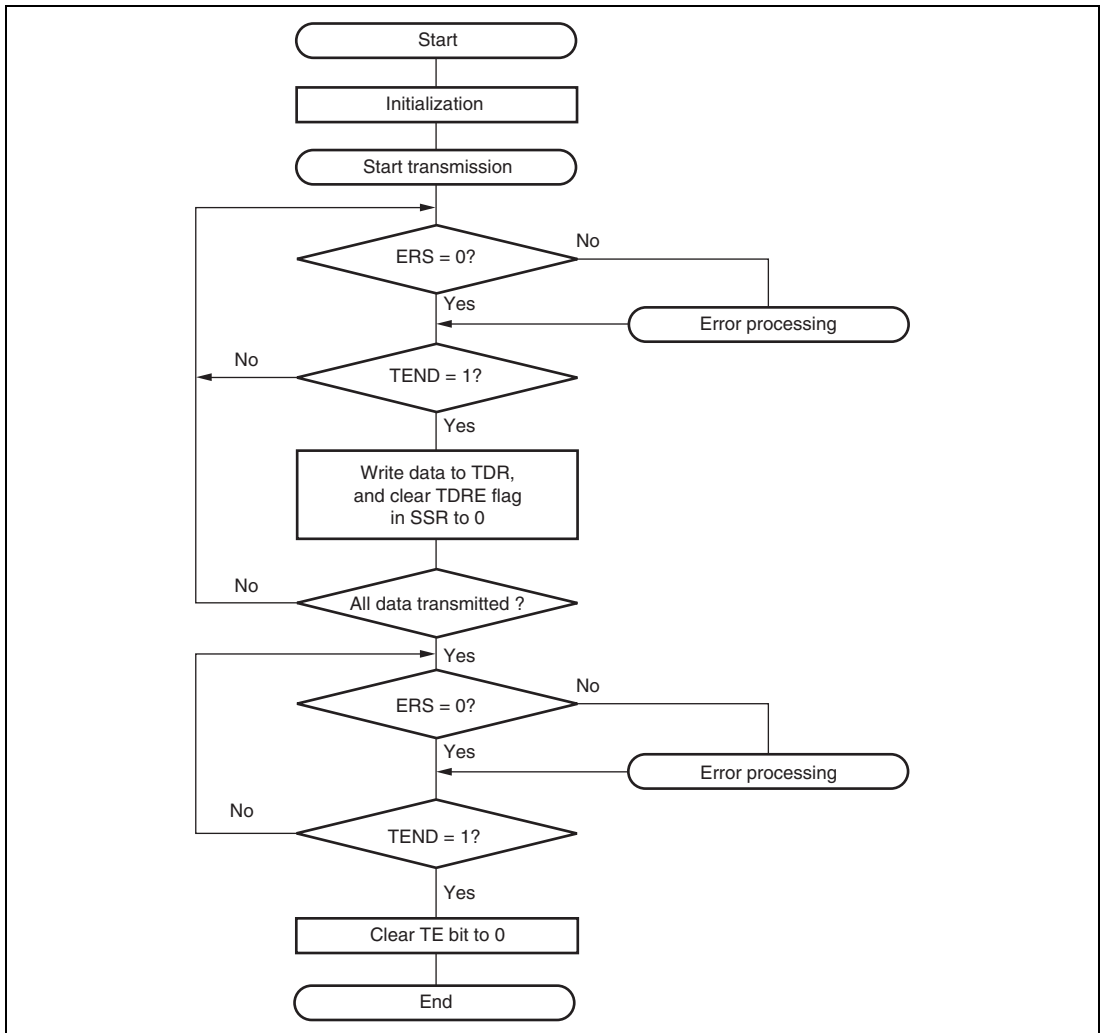 Start
Initialization
Start transmission
ERS = 0?
No
Yes
Error processing
No
TEND = 1?
Yes
Write data to TDR,
and clear TDRE flag
in SSR to 0
No
All data transmitted ?
Yes
ERS = 0?
No
Yes
Error processing
No
TEND = 1?
Yes
Clear TE bit to 0
End